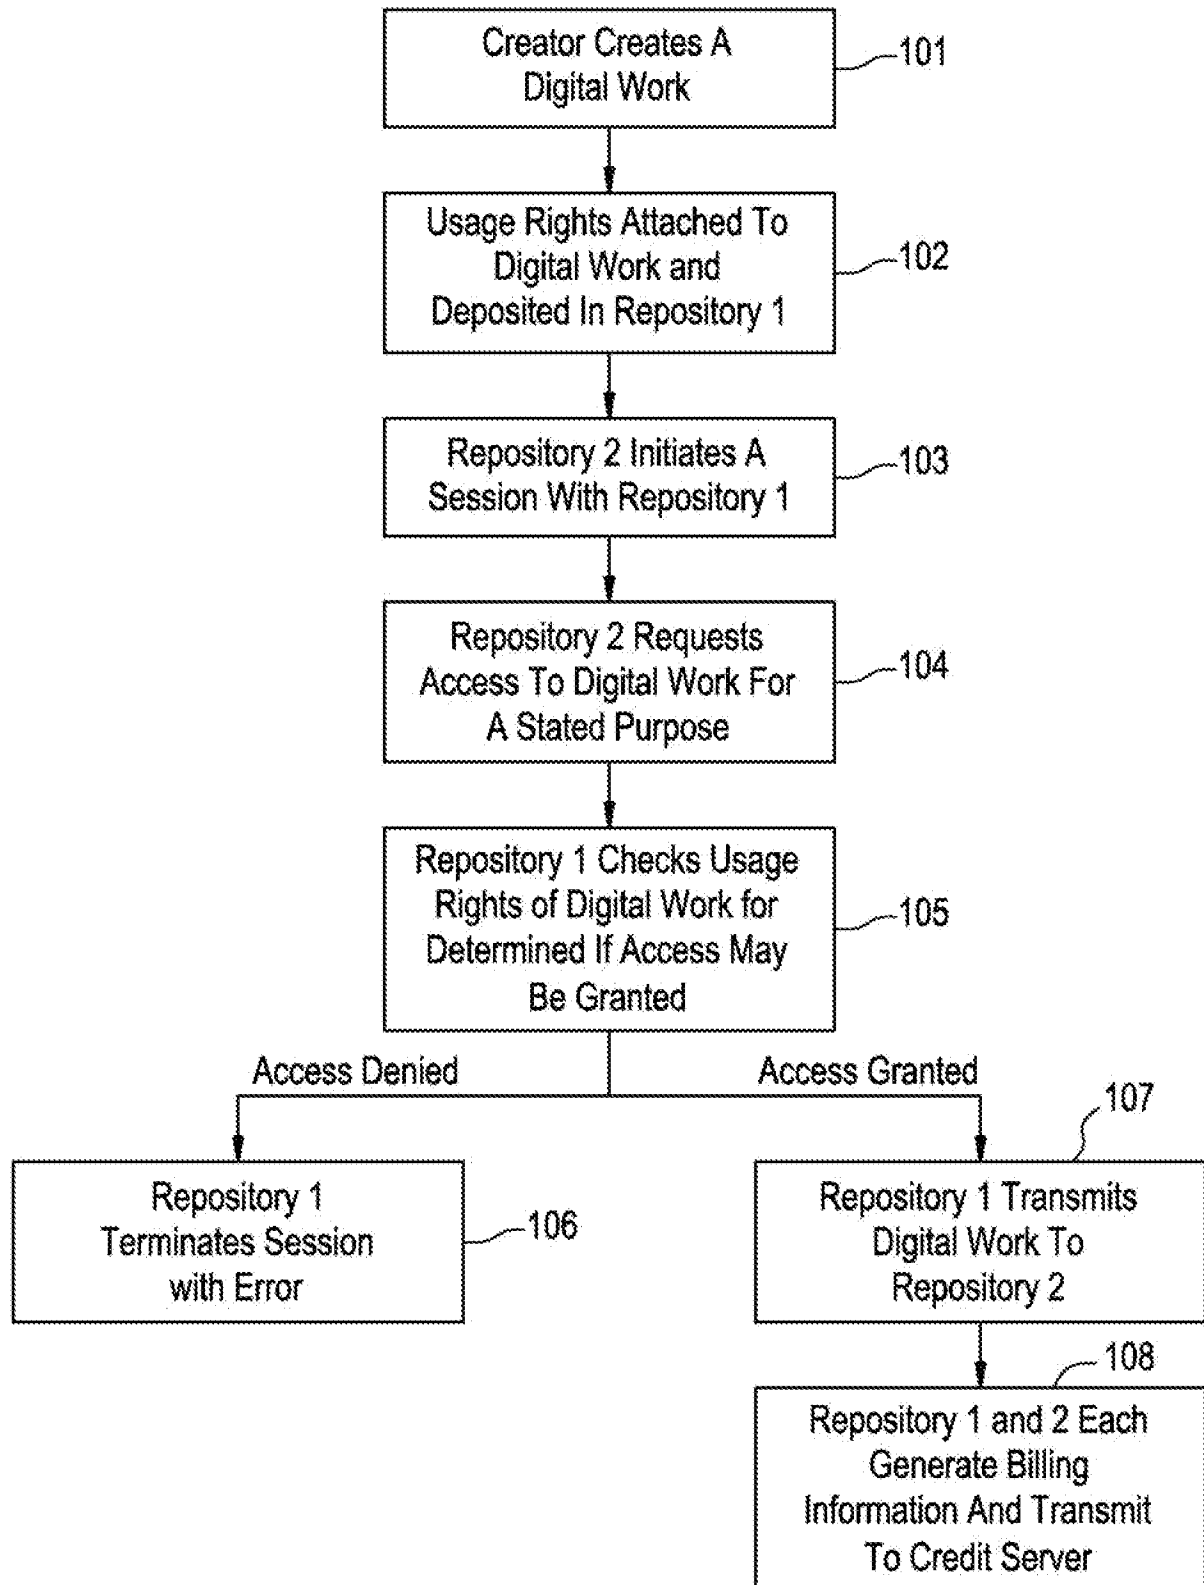 Creator Creates A
Digital Work
101
Usage Rights Attached To
Digital Work and
Deposited In Repository 1
102
Repository 2 Initiates A
Session With Repository 1
103
Repository 2 Requests
Access To Digital Work For
A Stated Purpose
104
Repository 1 Checks Usage
Rights of Digital Work for
Determined If Access May
Be Granted
105
Access Denied
Access Granted
Repository 1
Terminates Session
with Error
106
107
Repository 1 Transmits
Digital Work To
Repository 2
108
Repository 1 and 2 Each
Generate Billing
Information And Transmit
To Credit Server